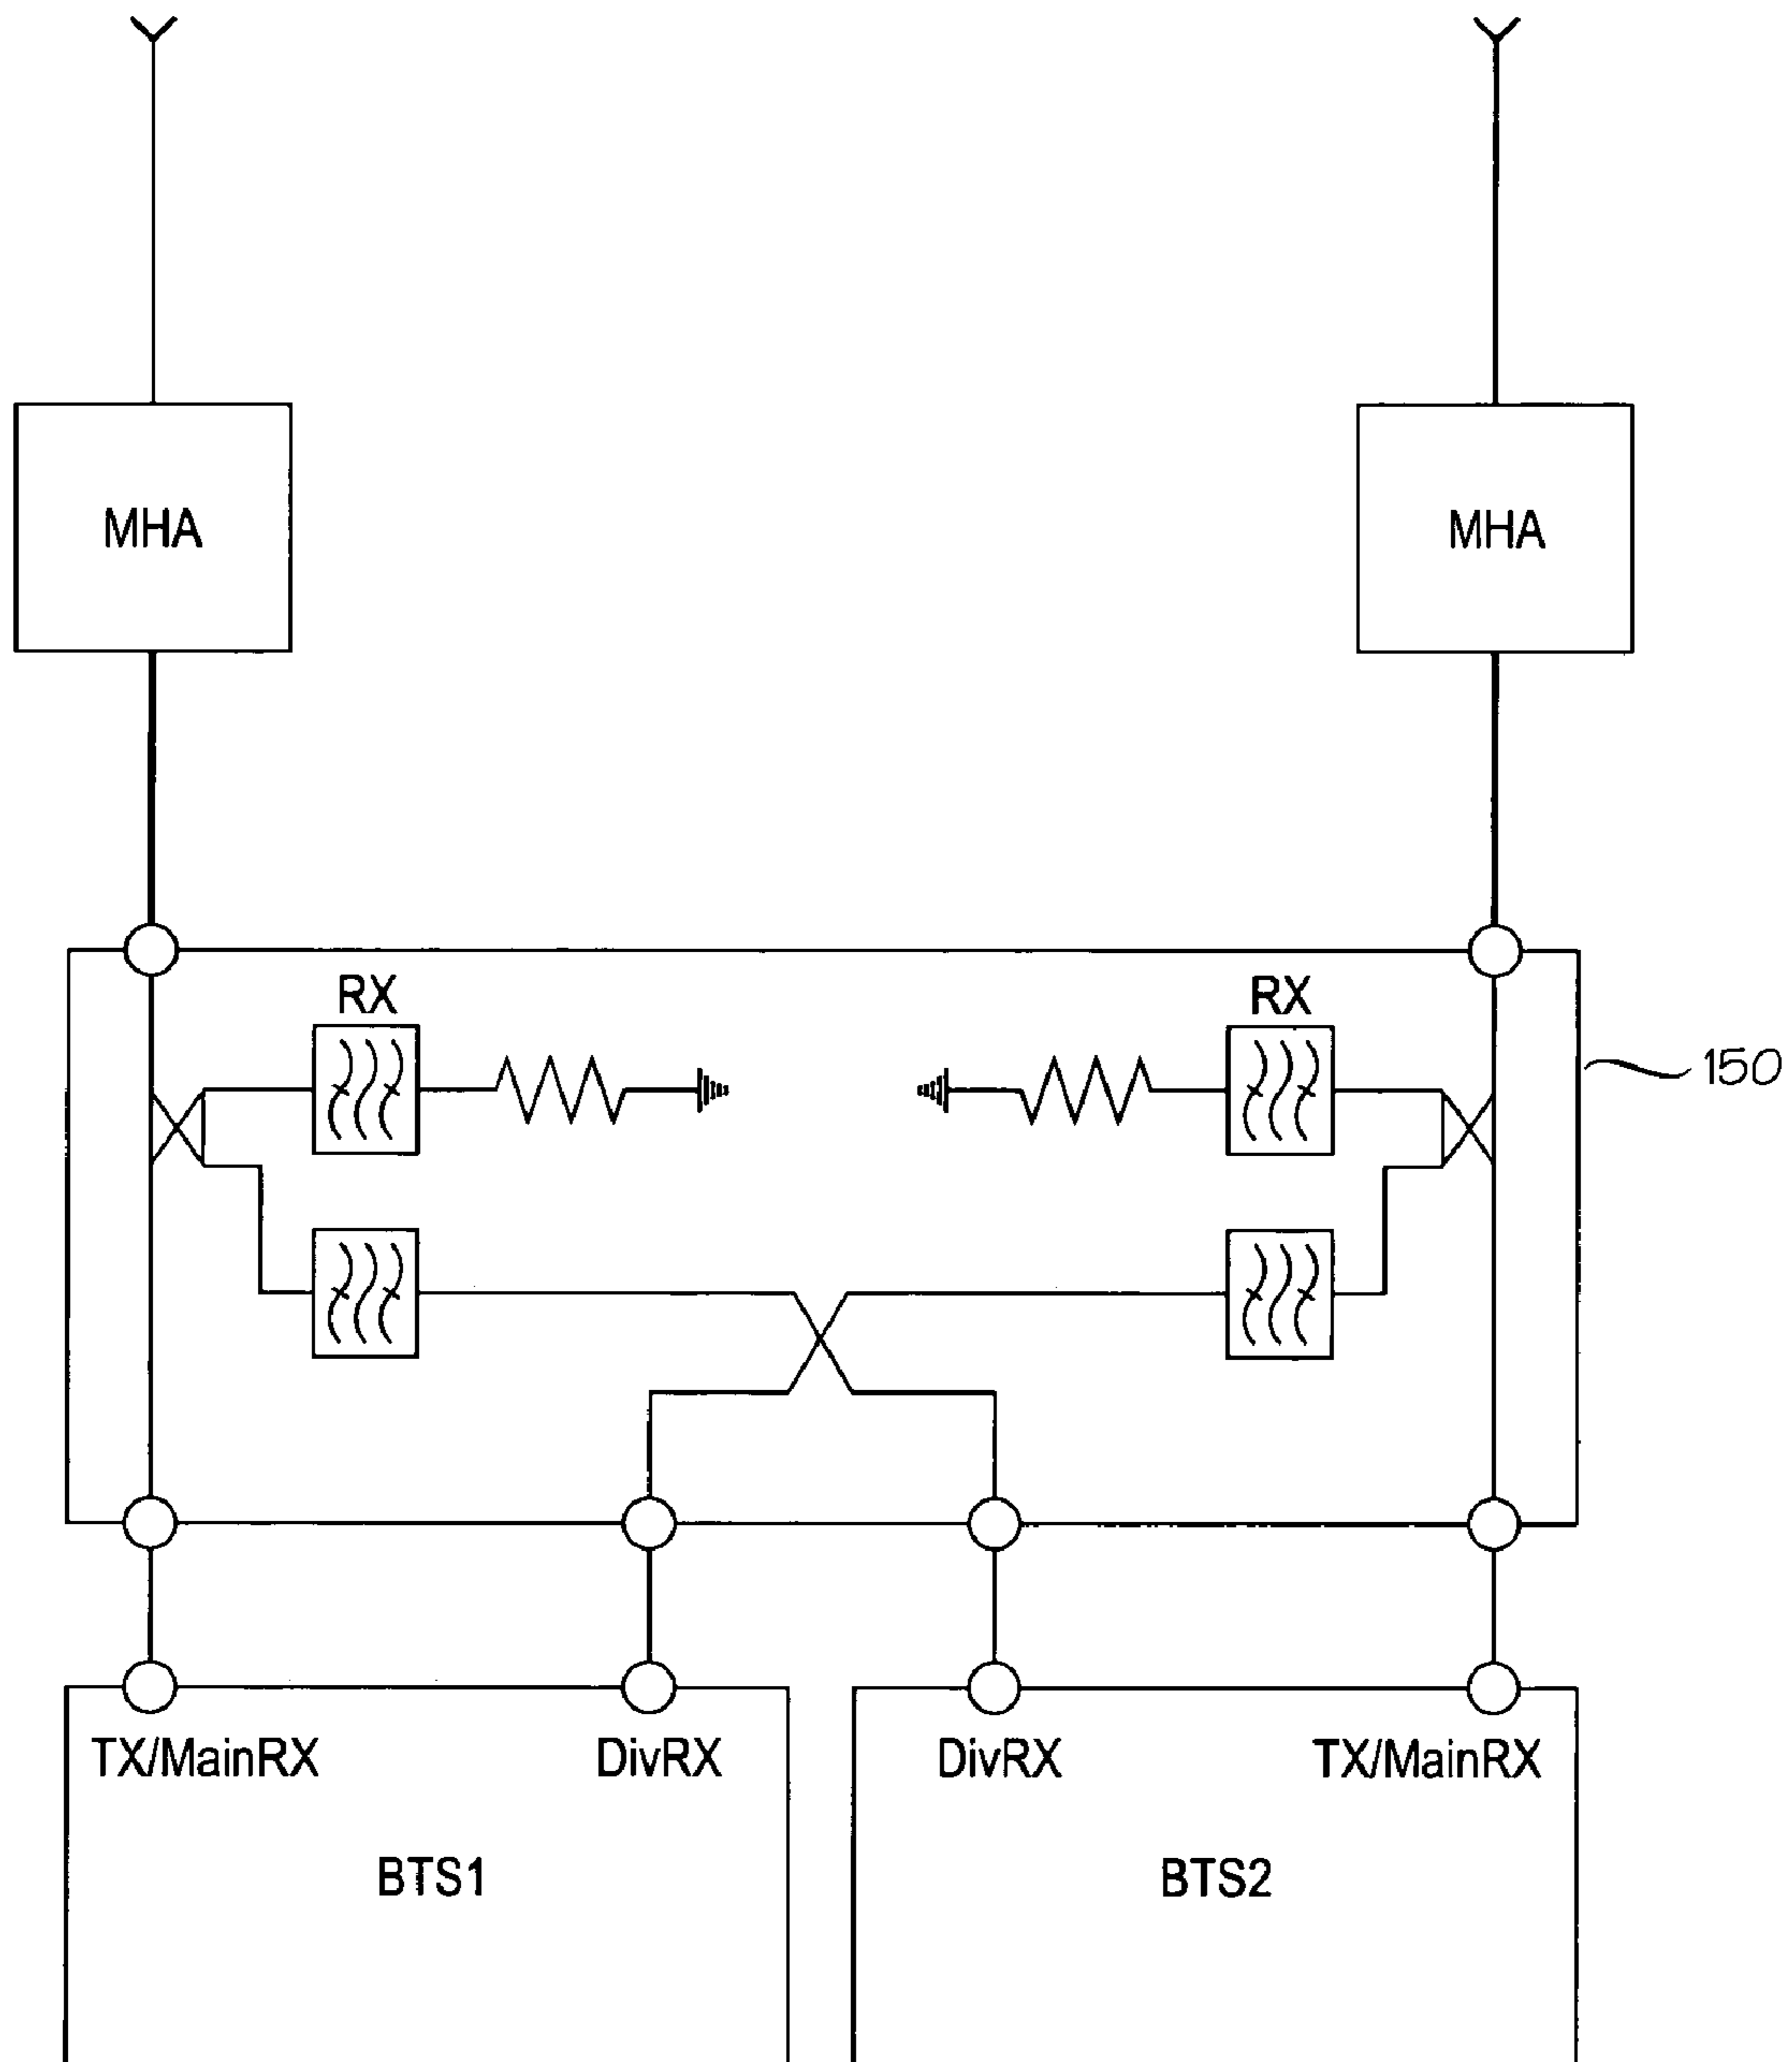 MHA
MHA
RX
RX
150
TX/MainRX
DivRX
DivRX
TX/MainRX
BTS1
BTS2